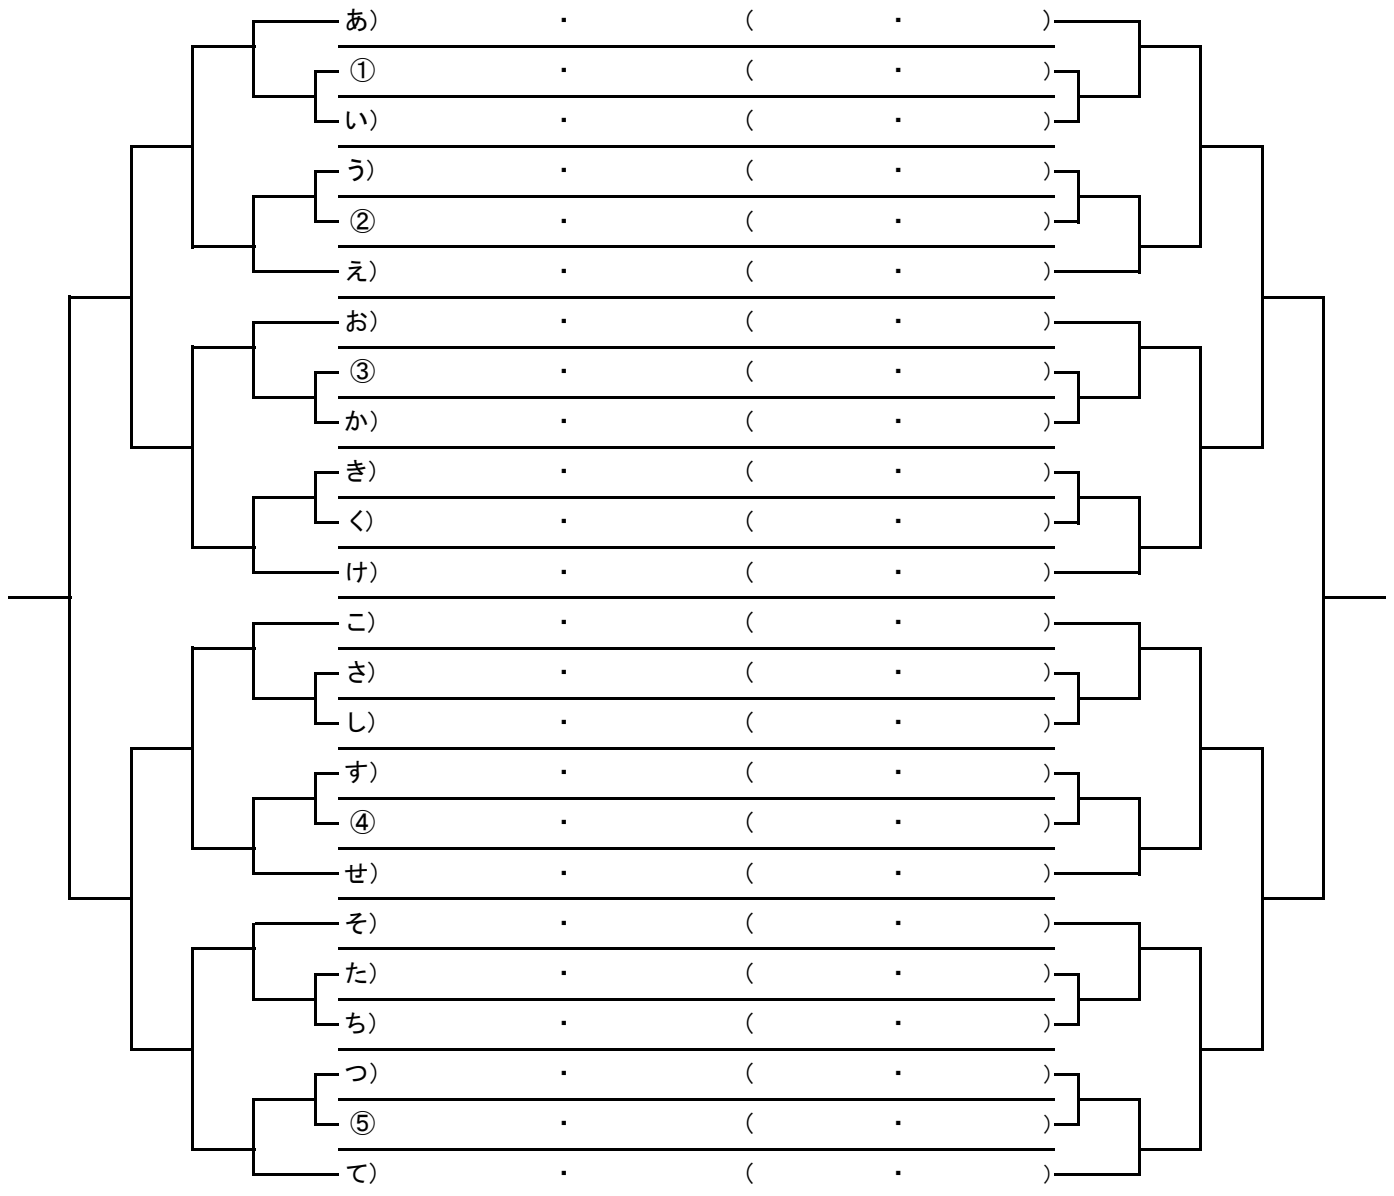 あ) ・ ( ・ )
① ・ ( ・ )
い) ・ ( ・ )
う) ・ ( ・ )
② ・ ( ・ )
え) ・ ( ・ )
お) ・ ( ・ )
③ ・ ( ・ )
か) ・ ( ・ )
き) ・ ( ・ )
く) ・ ( ・ )
け) ・ ( ・ )
こ) ・ ( ・ )
さ) ・ ( ・ )
し) ・ ( ・ )
す) ・ ( ・ )
④ ・ ( ・ )
せ) ・ ( ・ )
そ) ・ ( ・ )
た) ・ ( ・ )
ち) ・ ( ・ )
つ) ・ ( ・ )
⑤ ・ ( ・ )
て) ・ ( ・ )